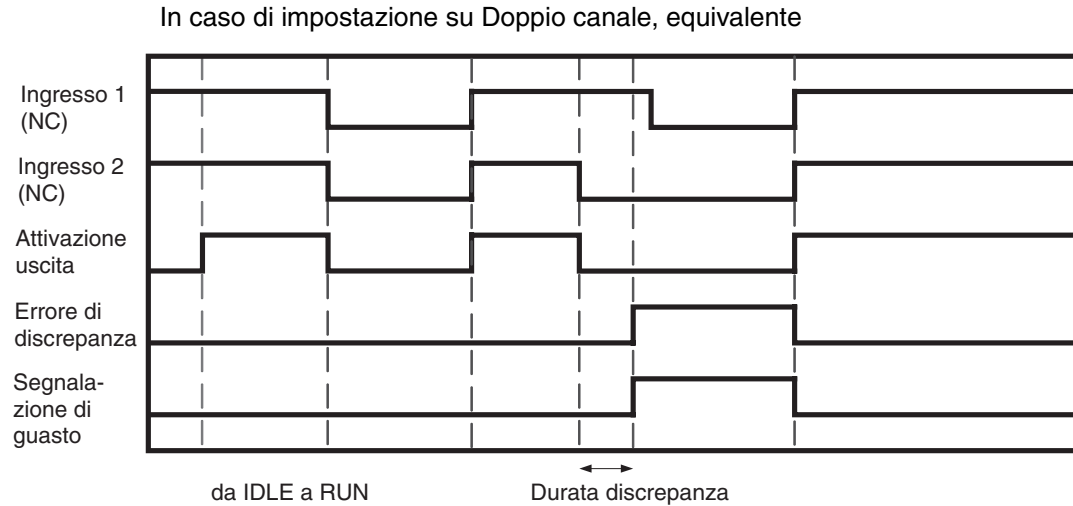 In caso di impostazione su Doppio canale, equivalente
Ingresso 1
(NC)
Ingresso 2
(NC)
Attivazione
uscita
Errore di
discrepanza
Segnala-
zione di
guasto
da IDLE a RUN
Durata discrepanza